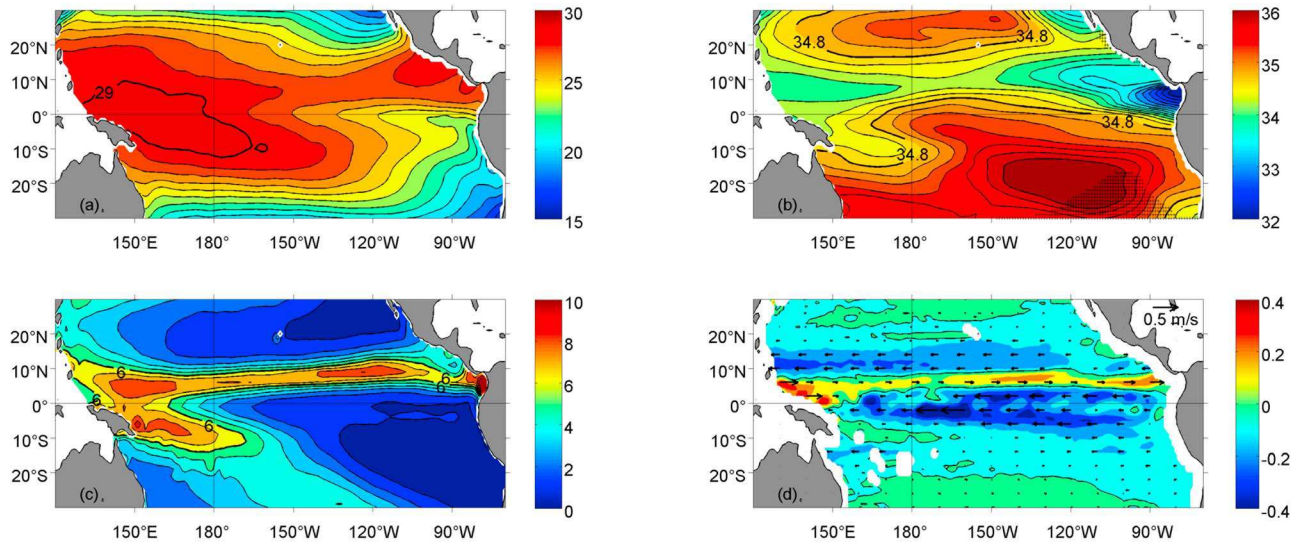 20°N
10°N
0°
10°S
20°S
29
(a)
150°E 180° 150°W 120°W 90°W
30
25
20
15
20°N
10°N
0°
10°S
20°S
34.8 34.8
34.8
34.8
(b)
150°E 180° 150°W 120°W 90°W
36
35
34
33
32
20°N
10°N
0°
10°S
20°S
6 6
6
6 6
(c)
150°E 180° 150°W 120°W 90°W
10
8
6
4
2
0
20°N
10°N
0°
10°S
20°S
0.5 m/s
(d)
150°E 180° 150°W 120°W 90°W
0.4
0.2
0
-0.2
-0.4